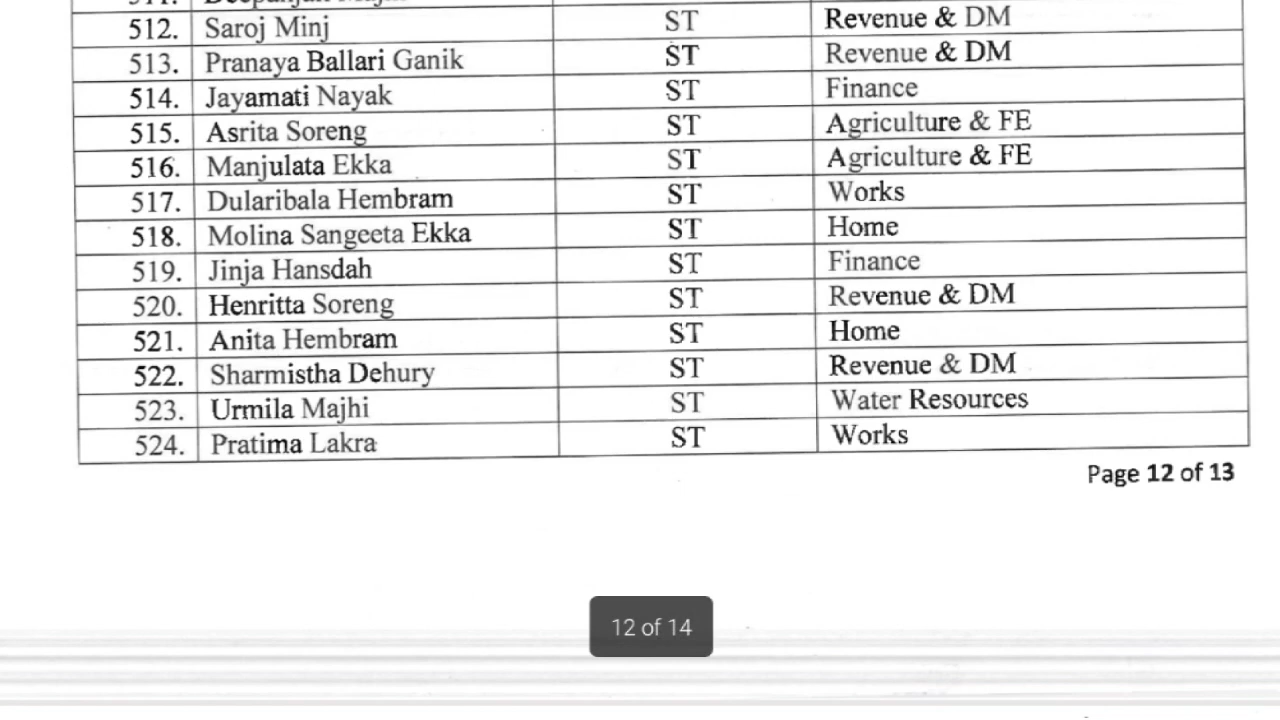 512. Saroj Minj ST Revenue & DM
513. Pranaya Ballari Ganik ST Revenue & DM
514. Jayamati Nayak ST Finance
515. Asrita Soreng ST Agriculture & FE
516. Manjulata Ekka ST Agriculture & FE
517. Dularibala Hembram ST Works
518. Molina Sangeeta Ekka ST Home
519. Jinja Hansdah ST Finance
520. Henritta Soreng ST Revenue & DM
521. Anita Hembram ST Home
522. Sharmistha Dehury ST Revenue & DM
523. Urmila Majhi ST Water Resources
524. Pratima Lakra ST Works
Page 12 of 13
12 of 14